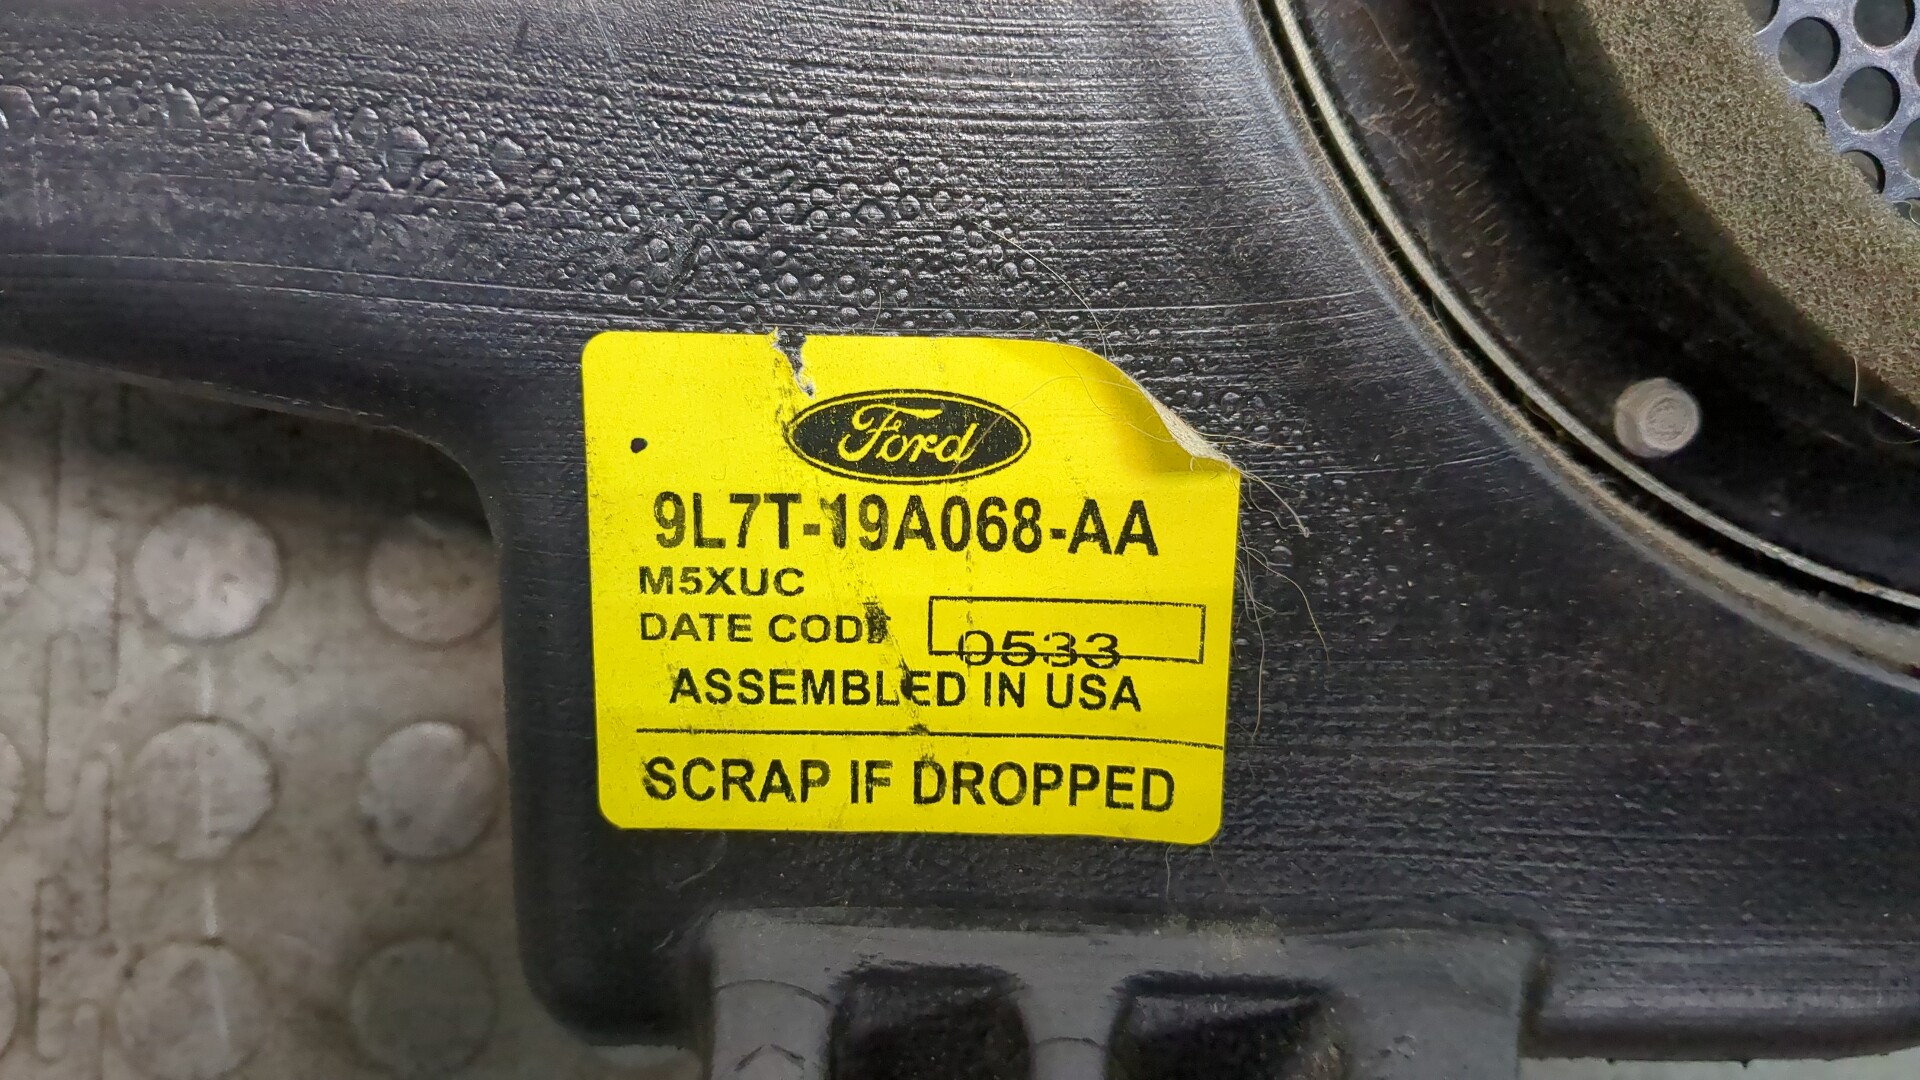 Ford
9L7T-19A068-AA
M5XUC
DATE CODE 0533
ASSEMBLED IN USA
SCRAP IF DROPPED